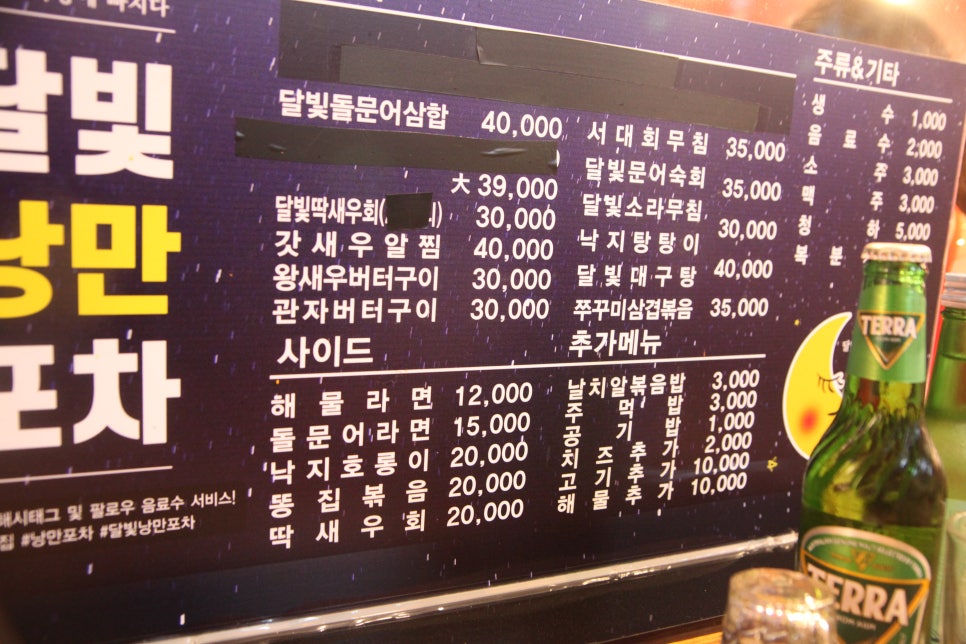 달빛
낭만
포차
해시태그 및 팔로우 음료수 서비스!
집 #낭만포차 #달빛낭만포차
달빛돌문어삼합 40,000
大 39,000
달빛딱새우회( 회) 30,000
갓새우알찜 40,000
왕새우버터구이 30,000
관자버터구이 30,000
서대회무침 35,000
달빛문어숙회 35,000
달빛소라무침 30,000
낙지탕탕이
달빛대구탕 40,000
쭈꾸미삼겹볶음 35,000
주류&기타
생수 1,000
음료수 2,000
소주 3,000
맥주 3,000
청하 5,000
복분
사이드
해물라면 12,000
돌문어라면 15,000
낙지호롱이 20,000
똥집볶음 20,000
딱새우회 20,000
추가메뉴
날치알볶음밥 3,000
주먹밥 3,000
공기밥 1,000
치즈추가 2,000
고기추가 10,000
해물추가 10,000
TERRA
TERRA